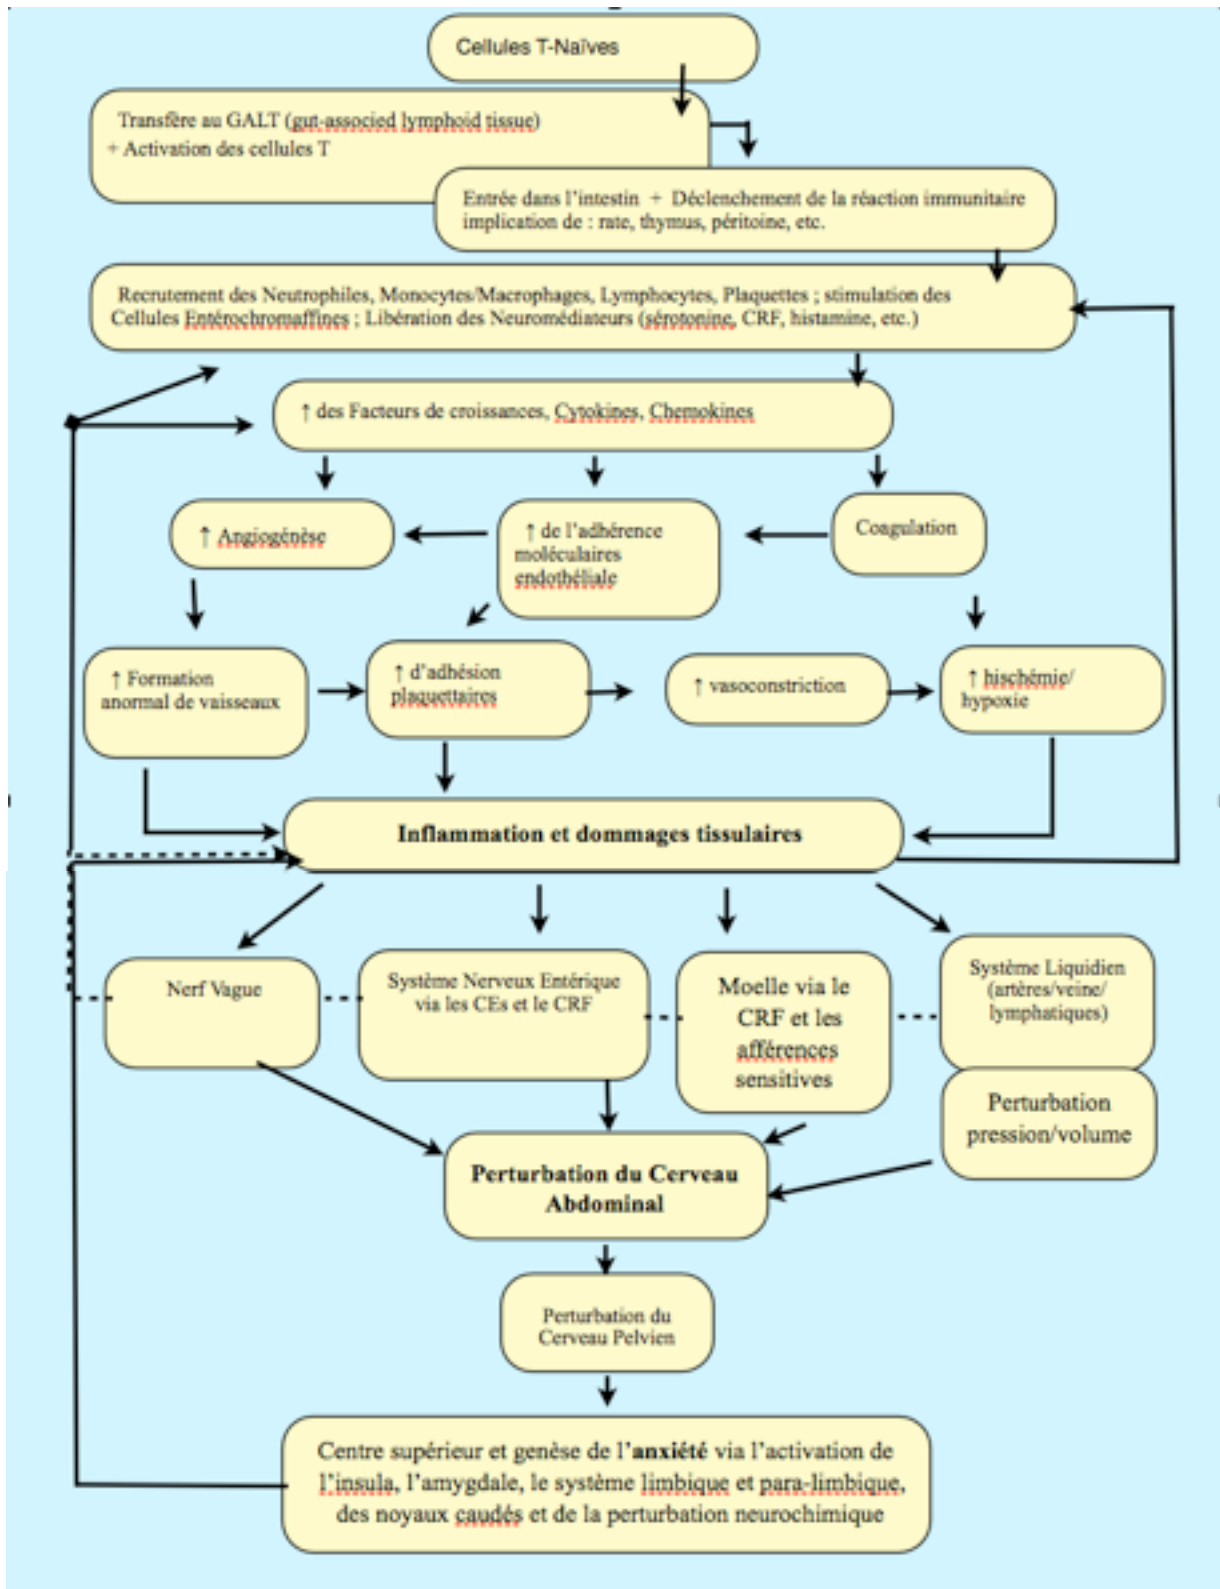 Cellules T-Naïves
Transfère au GALT (gut-associed lymphoid tissue)
+ Activation des cellules T
Entrée dans l'intestin + Déclenchement de la réaction immunitaire
implication de : rate, thymus, péritoine, etc.
Recrutement des Neutrophiles, Monocytes/Macrophages, Lymphocytes, Plaquettes ; stimulation des
Cellules Entérochromaffines ; Libération des Neuromédiateurs (sérotonine, CRF, histamine, etc.)
↑ des Facteurs de croissances, Cytokines, Chemokines
↑ Angiogénèse
↑ de l'adhérence
moléculaires
endothéliale
Coagulation
↑ Formation
anormal de vaisseaux
↑ d'adhésion
plaquettaires
↑ vasoconstriction
↑ hischémie/
hypoxie
Inflammation et dommages tissulaires
Nerf Vague
Système Nerveux Entérique
via les CEs et le CRF
Moelle via le
CRF et les
afférences
sensitives
Système Liquidien
(artères/veine/
lymphatiques)
Perturbation
pression/volume
Perturbation du Cerveau
Abdominal
Perturbation du
Cerveau Pelvien
Centre supérieur et genèse de l'anxiété via l'activation de
l'insula, l'amygdale, le système limbique et para-limbique,
des noyaux caudés et de la perturbation neurochimique